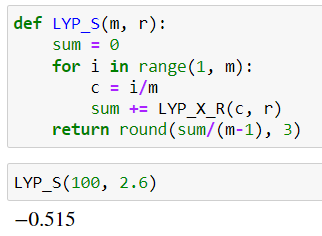 def LYP_S(m, r):
    sum = 0
    for i in range(1, m):
        c = i/m
        sum += LYP_X_R(c, r)
    return round(sum/(m-1), 3)
LYP_S(100, 2.6)
−0.515